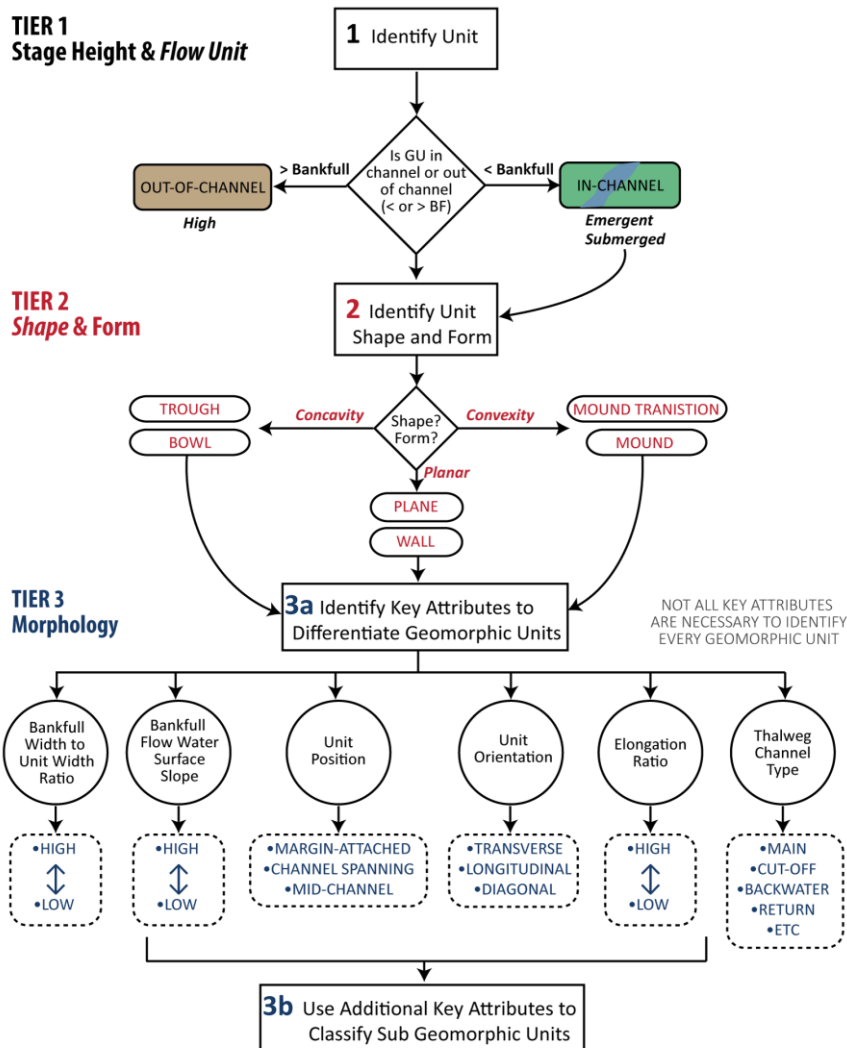 TIER 1
Stage Height & Flow Unit
1 Identify Unit
> Bankfull
Is GU in
channel or out
of channel
(< or > BF)
< Bankfull
OUT-OF-CHANNEL
High
IN-CHANNEL
Emergent
Submerged
TIER 2
Shape & Form
2 Identify Unit
Shape and Form
TROUGH
BOWL
Concavity
Shape?
Form?
Convexity
Planar
MOUND TRANISTION
MOUND
PLANE
WALL
TIER 3
Morphology
3a Identify Key Attributes to
Differentiate Geomorphic Units
NOT ALL KEY ATTRIBUTES
ARE NECESSARY TO IDENTIFY
EVERY GEOMORPHIC UNIT
Bankfull
Width to
Unit Width
Ratio
Bankfull
Flow Water
Surface
Slope
Unit
Position
Unit
Orientation
Elongation
Ratio
Thalweg
Channel
Type
•HIGH
•LOW
•HIGH
•LOW
•MARGIN-ATTACHED
•CHANNEL SPANNING
•MID-CHANNEL
•TRANSVERSE
•LONGITUDINAL
•DIAGONAL
•HIGH
•LOW
•MAIN
•CUT-OFF
•BACKWATER
•RETURN
•ETC
3b Use Additional Key Attributes to
Classify Sub Geomorphic Units